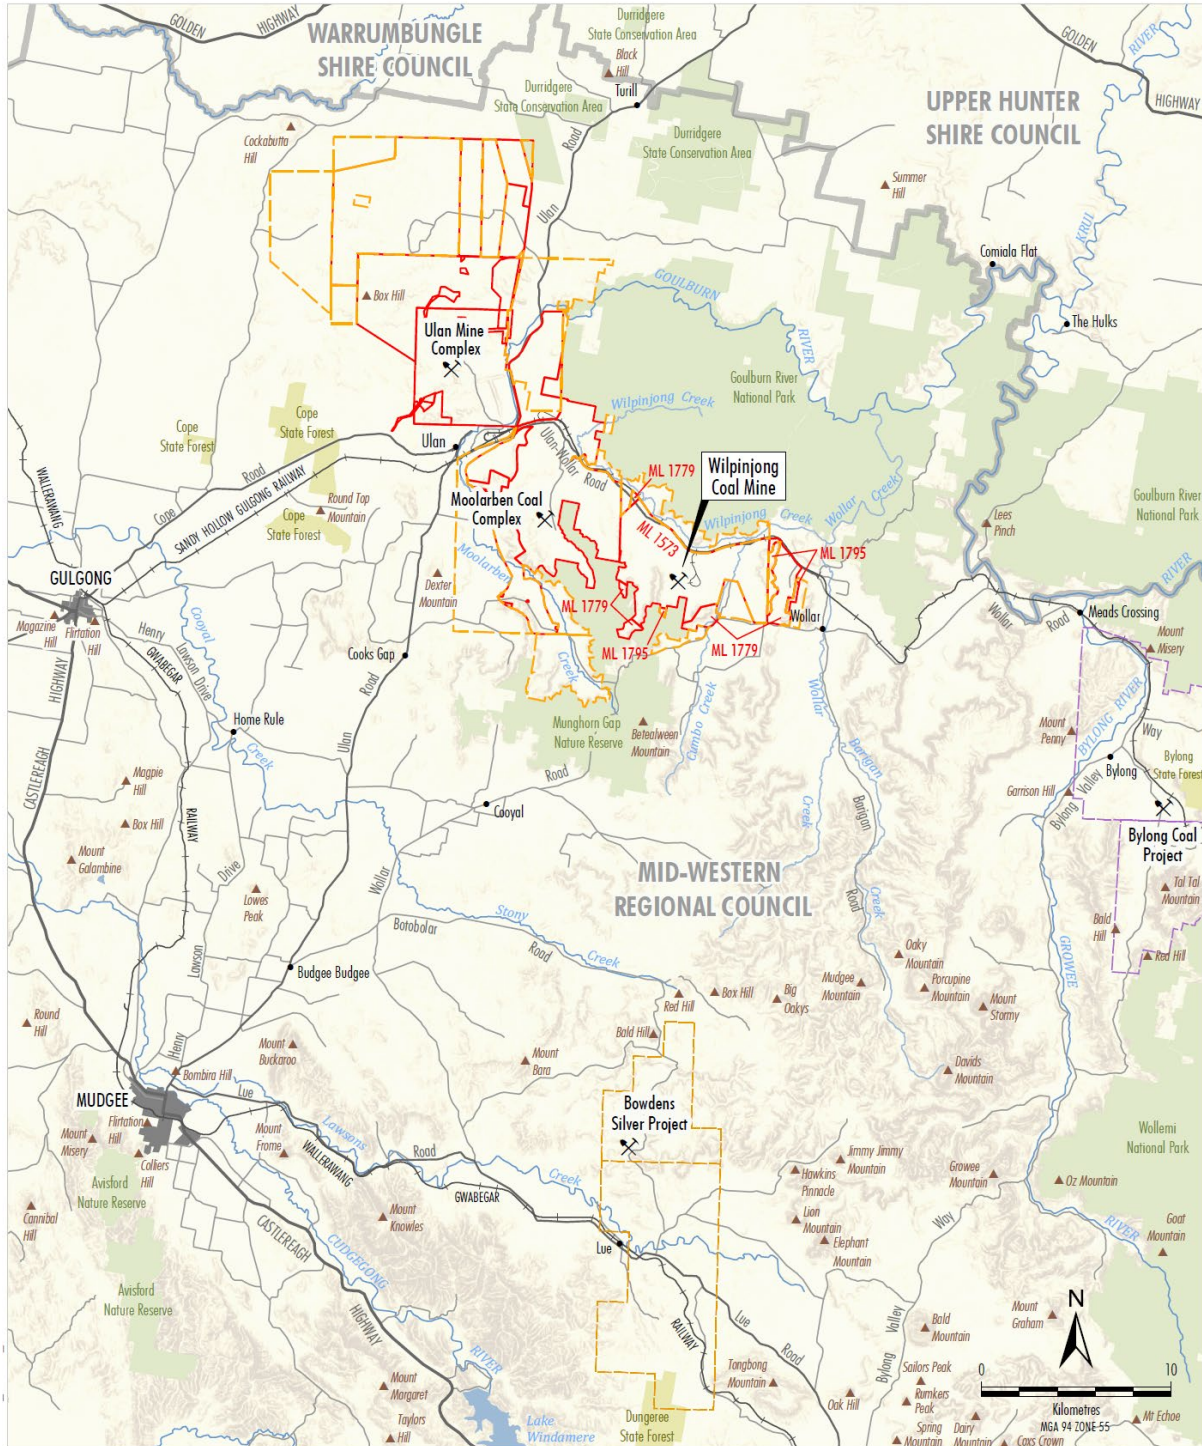 GOLDEN
HIGHWAY
WARRUMBUNGLE
SHIRE COUNCIL
Durridgere
State Conservation Area
Black
Hill
Turill
Durridgere
State Conservation Area
Durridgere
State Conservation Area
GOLDEN
HIGHWAY
RIVER
UPPER HUNTER
SHIRE COUNCIL
Cockabutta
Hill
Road
Ulan
Summer
Hill
KRUI
Comiala Flat
The Hulks
Box Hill
GOULBURN
RIVER
Ulan Mine
Complex
Goulburn River
National Park
Wilpinjong Creek
Cope
State Forest
Cope
State Forest
Ulan
Ulan-Wollar
Road
ML 1779
Wilpinjong
Coal Mine
Wollar
Creek
WALLERAWANG
Cope
Road
SANDY HOLLOW GULGONG RAILWAY
Round Top
Mountain
Cope
State Forest
Moolarben Coal
Complex
ML 1573
Wilpinjong
Creek
ML 1795
Goulburn River
National Park
Lees
Pinch
GULGONG
Moolarben
Dexter
Mountain
RIVER
Magazine
Hill
Flirtation
Hill
Henry
Lawson Drive
GWABEGAR
Cooyal
ML 1779
ML 1795
ML 1779
Wollar
Wollar
Road
Meads Crossing
Mount
Misery
Cooks Gap
Creek
HIGHWAY
Road
Home Rule
Creek
Ulan
Munghorn Gap
Nature Reserve
Betealween
Mountain
Cumbo Creek
Wollar
Barigan
Mount
Penny
BYLONG RIVER
Way
Bylong
Bylong
State Forest
CASTLEREAGH
Magpie
Hill
Road
Cooyal
Creek
Garrison Hill
Bylong Valley
Box Hill
RAILWAY
Barigan
Bylong Coal
Project
Mount
Galambine
Drive
Lowes
Peak
Wollar
MID-WESTERN
REGIONAL COUNCIL
Road
Creek
Tal Tal
Mountain
Stony
Botobolar
Road
Creek
Bald
Hill
Lawson
Red Hill
Oaky
Mountain
GROWEE
Budgee Budgee
Mudgee
Mountain
Porcupine
Mountain
Red Hill
Box Hill
Big
Oakys
Mount
Stormy
Round
Hill
Henry
Mount
Buckaroo
Bald Hill
Mount
Bara
Davids
Mountain
Bombira Hill
MUDGEE
Lue
Bowdens
Silver Project
Flirtation
Hill
Mount
Misery
Mount
Frome
Lawsons
Road
Wollemi
National Park
WALLERAWANG
Colliers
Hill
Jimmy Jimmy
Mountain
Hawkins
Pinnacle
Growee
Mountain
Oz Mountain
Avisford
Nature Reserve
GWABEGAR
Creek
Cannibal
Hill
Mount
Knowles
Lion
Mountain
Way
RIVER
Goat
Mountain
CASTLEREAGH
CUDGEGONG
Lue
Elephant
Mountain
Avisford
Nature Reserve
HIGHWAY
N
RAILWAY
Lue
Road
Valley
Bylong
Bald
Mountain
Mount
Graham
RIVER
Tongbong
Mountain
Sailors Peak
0
10
Mount
Margaret
Oak Hill
Rumkers
Peak
Kilometres
MGA 94 ZONE 55
Taylors
Hill
Lake
Windamere
Dungeree
State Forest
Spring
Mountain
Dairy
Mountain
Mt Echo
Coxs Crown